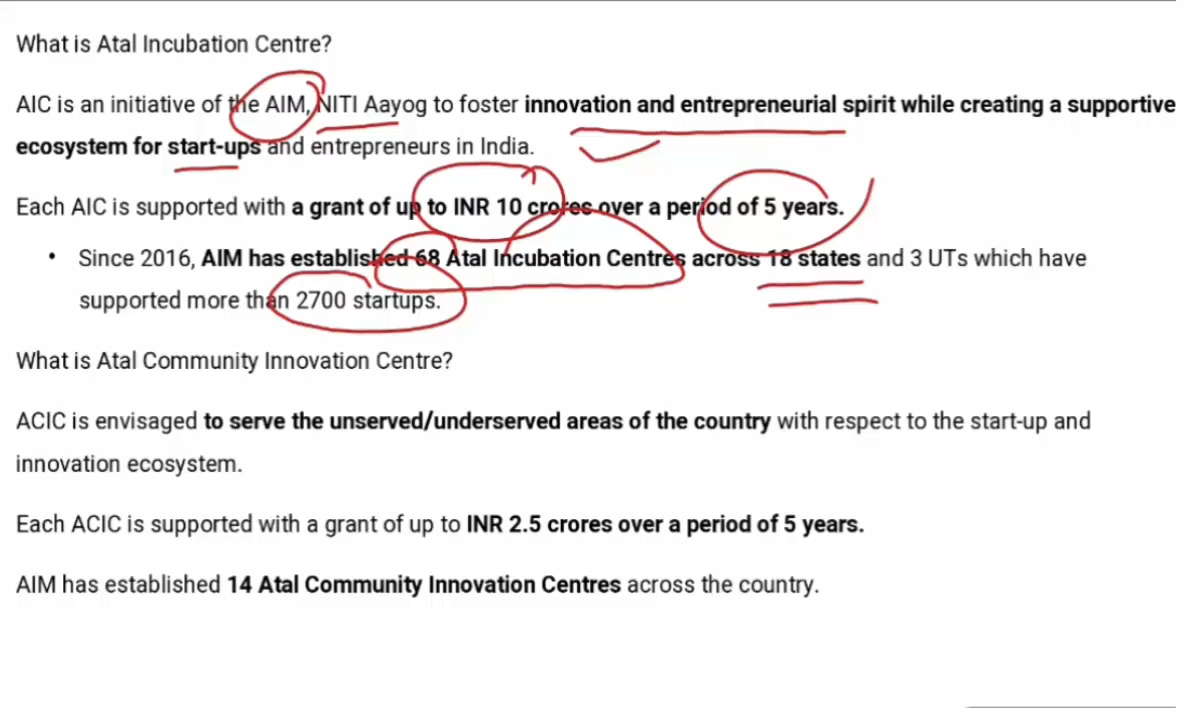 What is Atal Incubation Centre?
AIC is an initiative of the AIM, NITI Aayog to foster innovation and entrepreneurial spirit while creating a supportive
ecosystem for start-ups and entrepreneurs in India.
Each AIC is supported with a grant of up to INR 10 crores over a period of 5 years.
• Since 2016, AIM has established 68 Atal Incubation Centres across 18 states and 3 UTs which have
supported more than 2700 startups.
What is Atal Community Innovation Centre?
ACIC is envisaged to serve the unserved/underserved areas of the country with respect to the start-up and
innovation ecosystem.
Each ACIC is supported with a grant of up to INR 2.5 crores over a period of 5 years.
AIM has established 14 Atal Community Innovation Centres across the country.